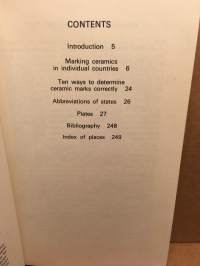 CONTENTS
Introduction 5
Marking ceramics
in individual countries 6
Ten ways to determine
ceramic marks correctly 24
Abbreviations of states 26
Plates 27
Bibliography 248
Index of places 249